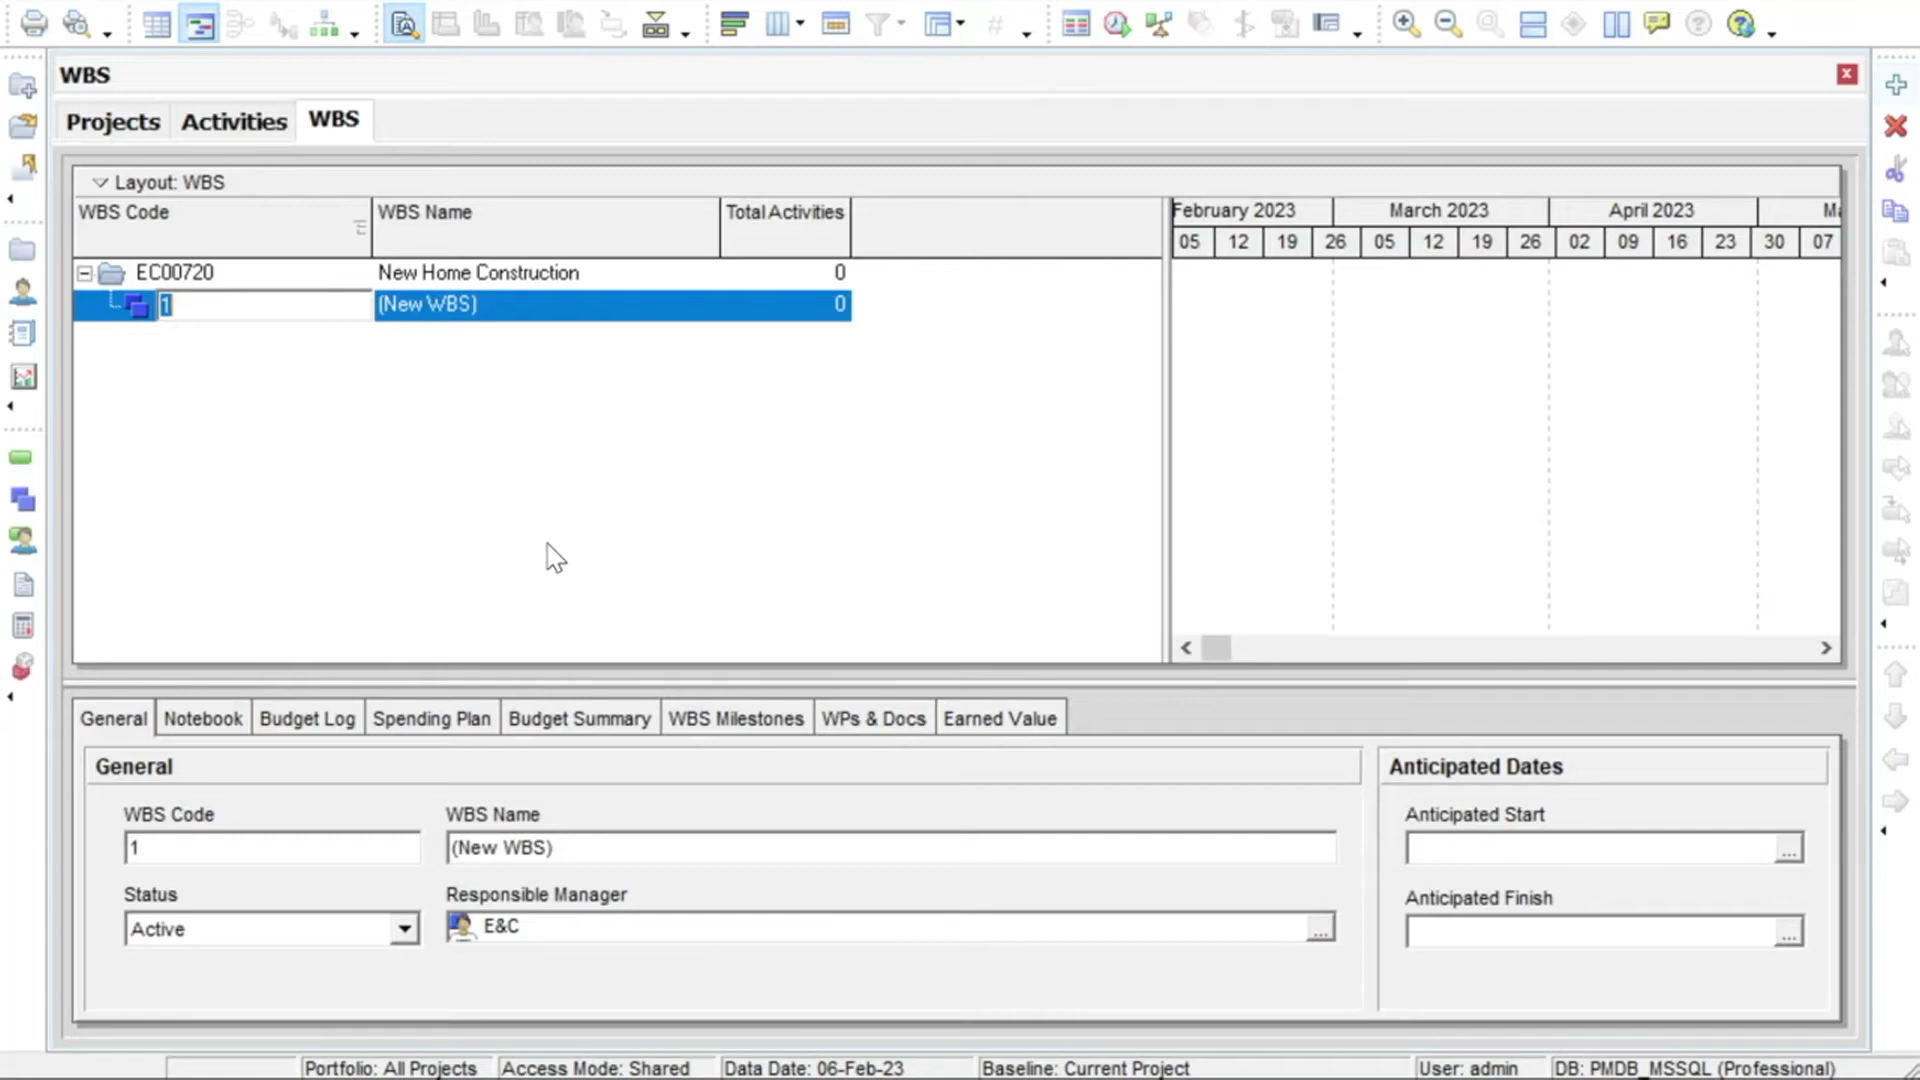 WBS
Projects
Activities
WBS
Layout: WBS
WBS Code
WBS Name
Total Activities
February 2023
March 2023
April 2023
05
12
19
26
05
12
19
26
02
09
16
23
30
07
EC00720
New Home Construction
0
1
(New WBS)
0
General
Notebook
Budget Log
Spending Plan
Budget Summary
WBS Milestones
WPs & Docs
Earned Value
General
Anticipated Dates
WBS Code
WBS Name
Anticipated Start
1
(New WBS)
...
Status
Responsible Manager
Anticipated Finish
Active
E&C
...
...
Portfolio: All Projects
Access Mode: Shared
Data Date: 06-Feb-23
Baseline: Current Project
User: admin
DB: PMDB_MSSQL (Professional)